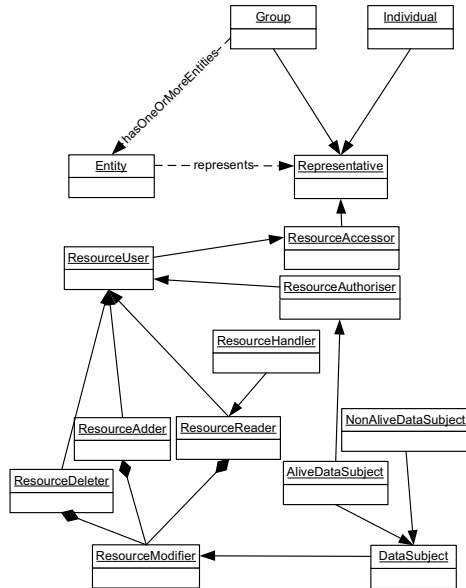 Group
Individual
hasOneOrMoreEntities
Entity
represents
Representative
ResourceAccessor
ResourceUser
ResourceAuthoriser
ResourceHandler
NonAliveDataSubject
ResourceAdder
ResourceReader
ResourceDeleter
AliveDataSubject
ResourceModifier
DataSubject